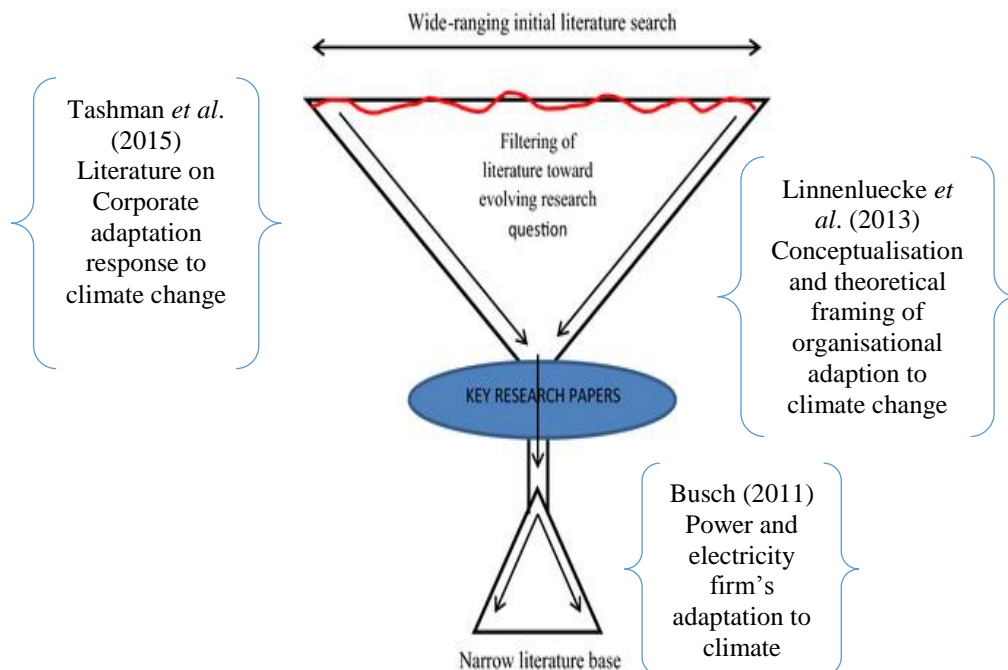 Wide-ranging initial literature search
Tashman et al.
(2015)
Literature on
Corporate
adaptation
response to
climate change
Filtering of
literature toward
evolving research
question
Linnenluecke et
al. (2013)
Conceptualisation
and theoretical
framing of
organisational
adaption to
climate change
KEY RESEARCH PAPERS
Busch (2011)
Power and
electricity
firm's
adaptation to
climate
Narrow literature base